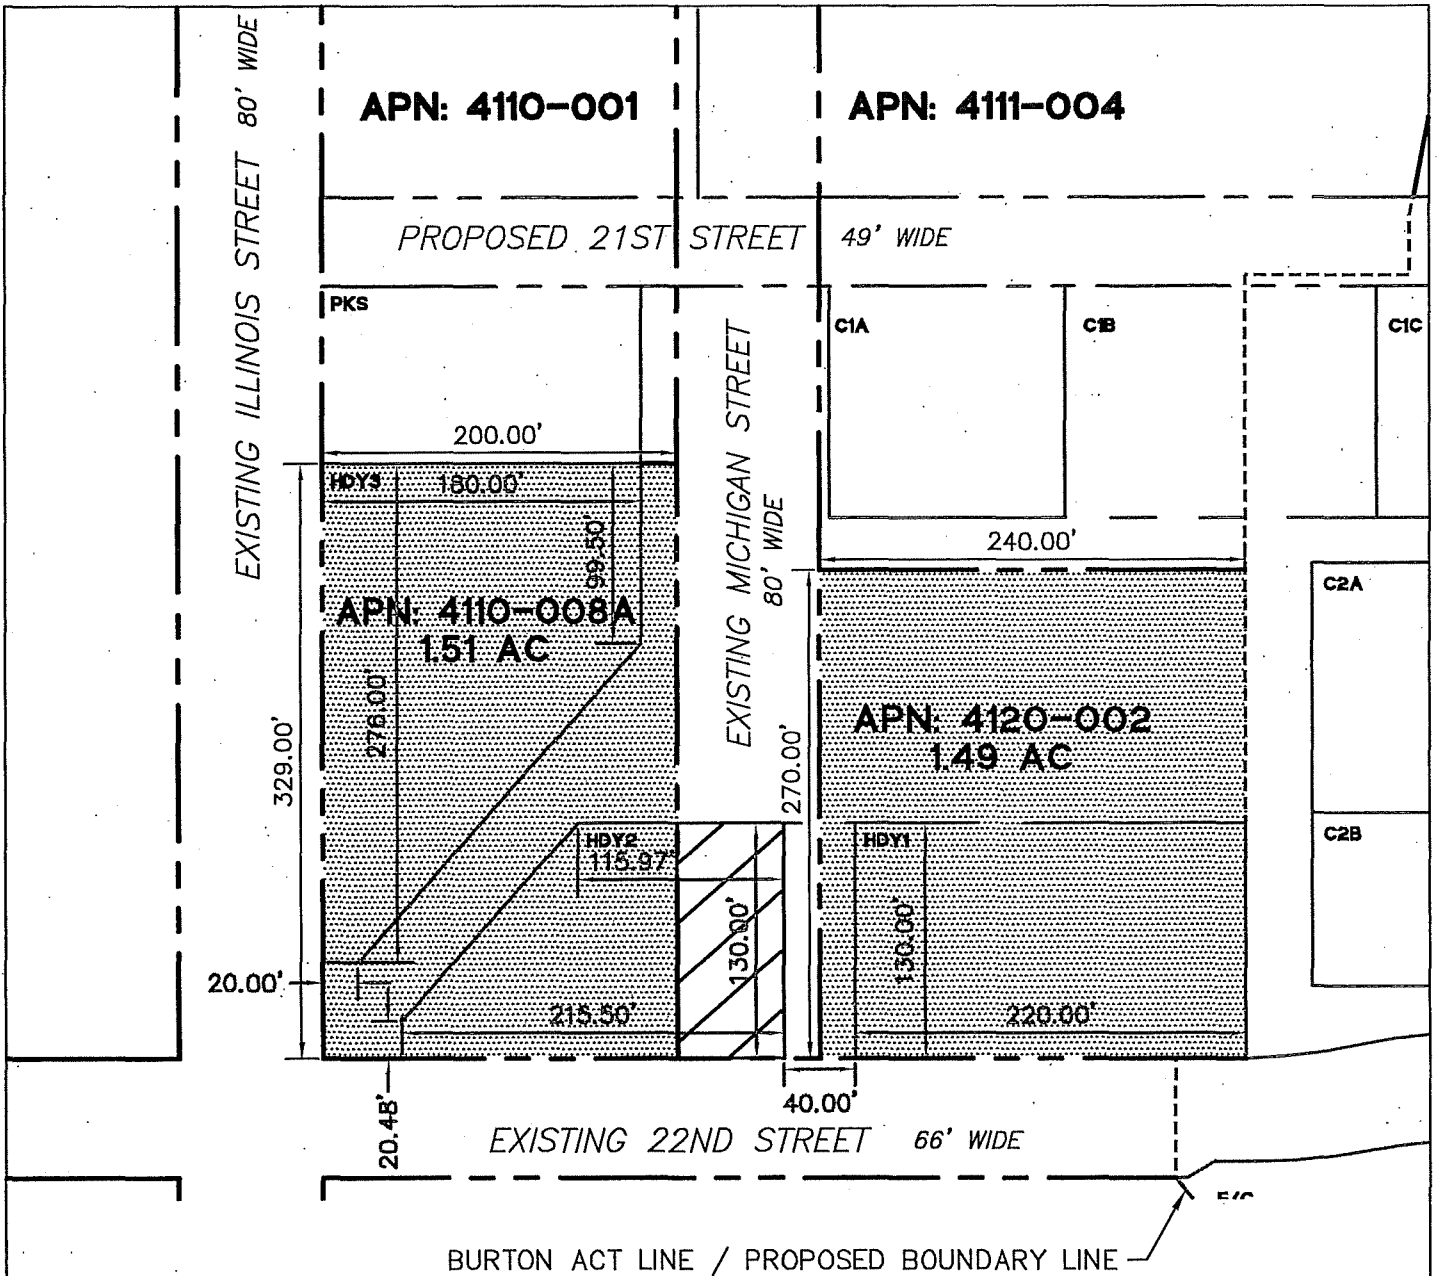 EXISTING ILLINOIS STREET 80' WIDE
APN: 4110-001
APN: 4111-004
PROPOSED 21ST STREET 49' WIDE
PKS
C1A
C1B
C1C
EXISTING MICHIGAN STREET
80' WIDE
200.00'
HDY3
180.00'
99.50'
240.00'
C2A
APN: 4110-008A
1.51 AC
276.00'
329.00'
270.00'
APN: 4120-002
1.49 AC
HDY2
115.97'
HDY1
C2B
130.00'
130.00'
20.00'
215.50'
220.00'
40.00'
20.48'
EXISTING 22ND STREET 66' WIDE
BURTON ACT LINE / PROPOSED BOUNDARY LINE